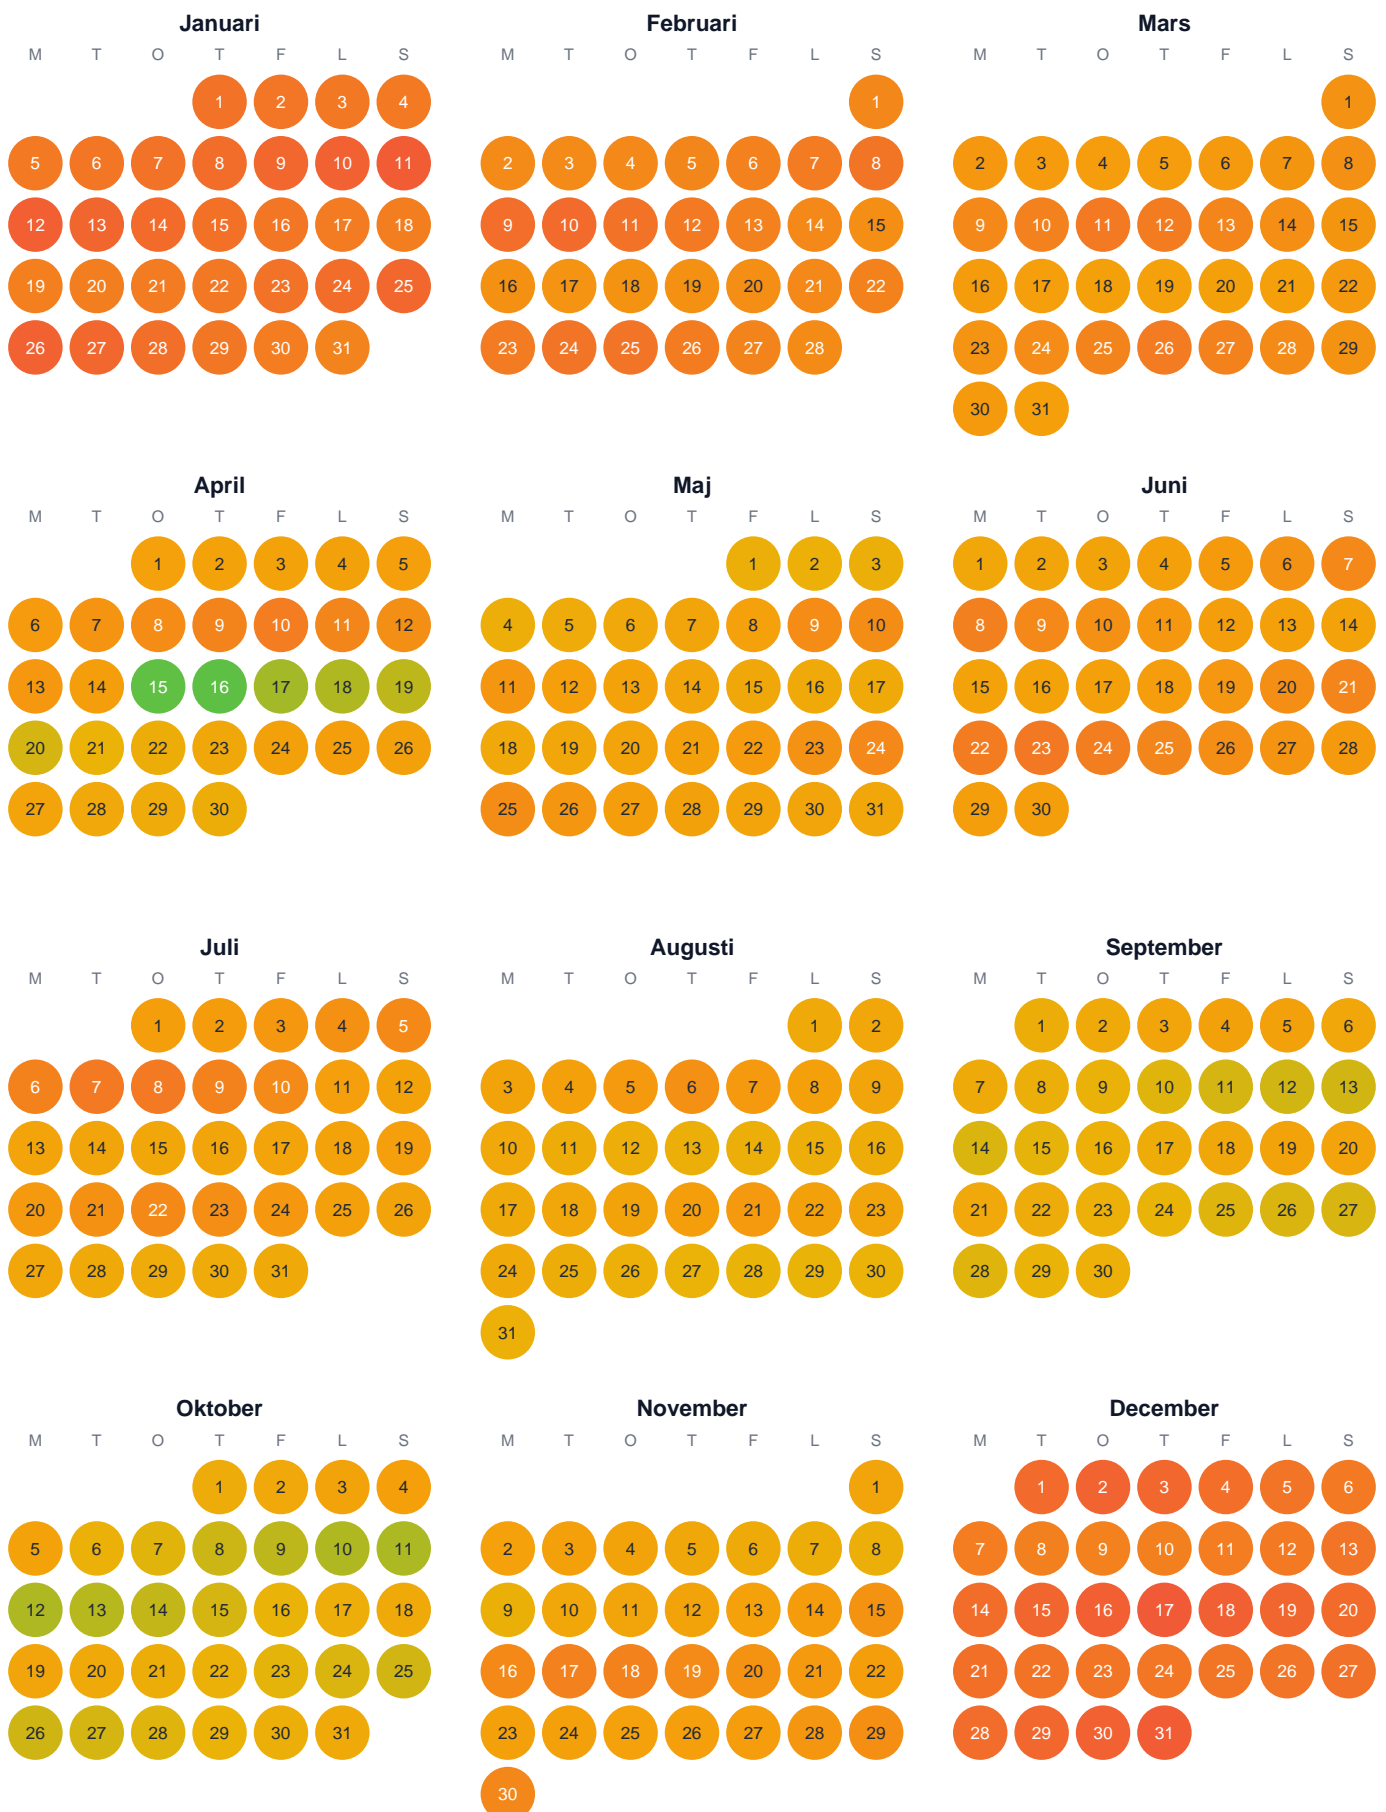 Januari
M T O T F L S
1 2 3 4
5 6 7 8 9 10 11
12 13 14 15 16 17 18
19 20 21 22 23 24 25
26 27 28 29 30 31
Februari
M T O T F L S
1
2 3 4 5 6 7 8
9 10 11 12 13 14 15
16 17 18 19 20 21 22
23 24 25 26 27 28
Mars
M T O T F L S
1
2 3 4 5 6 7 8
9 10 11 12 13 14 15
16 17 18 19 20 21 22
23 24 25 26 27 28 29
30 31
April
M T O T F L S
1 2 3 4 5
6 7 8 9 10 11 12
13 14 15 16 17 18 19
20 21 22 23 24 25 26
27 28 29 30
Maj
M T O T F L S
1 2 3
4 5 6 7 8 9 10
11 12 13 14 15 16 17
18 19 20 21 22 23 24
25 26 27 28 29 30 31
Juni
M T O T F L S
1 2 3 4 5 6 7
8 9 10 11 12 13 14
15 16 17 18 19 20 21
22 23 24 25 26 27 28
29 30
Juli
M T O T F L S
1 2 3 4 5
6 7 8 9 10 11 12
13 14 15 16 17 18 19
20 21 22 23 24 25 26
27 28 29 30 31
Augusti
M T O T F L S
1 2
3 4 5 6 7 8 9
10 11 12 13 14 15 16
17 18 19 20 21 22 23
24 25 26 27 28 29 30
31
September
M T O T F L S
1 2 3 4 5 6
7 8 9 10 11 12 13
14 15 16 17 18 19 20
21 22 23 24 25 26 27
28 29 30
Oktober
M T O T F L S
1 2 3 4
5 6 7 8 9 10 11
12 13 14 15 16 17 18
19 20 21 22 23 24 25
26 27 28 29 30 31
November
M T O T F L S
1
2 3 4 5 6 7 8
9 10 11 12 13 14 15
16 17 18 19 20 21 22
23 24 25 26 27 28 29
30
December
M T O T F L S
1 2 3 4 5 6
7 8 9 10 11 12 13
14 15 16 17 18 19 20
21 22 23 24 25 26 27
28 29 30 31